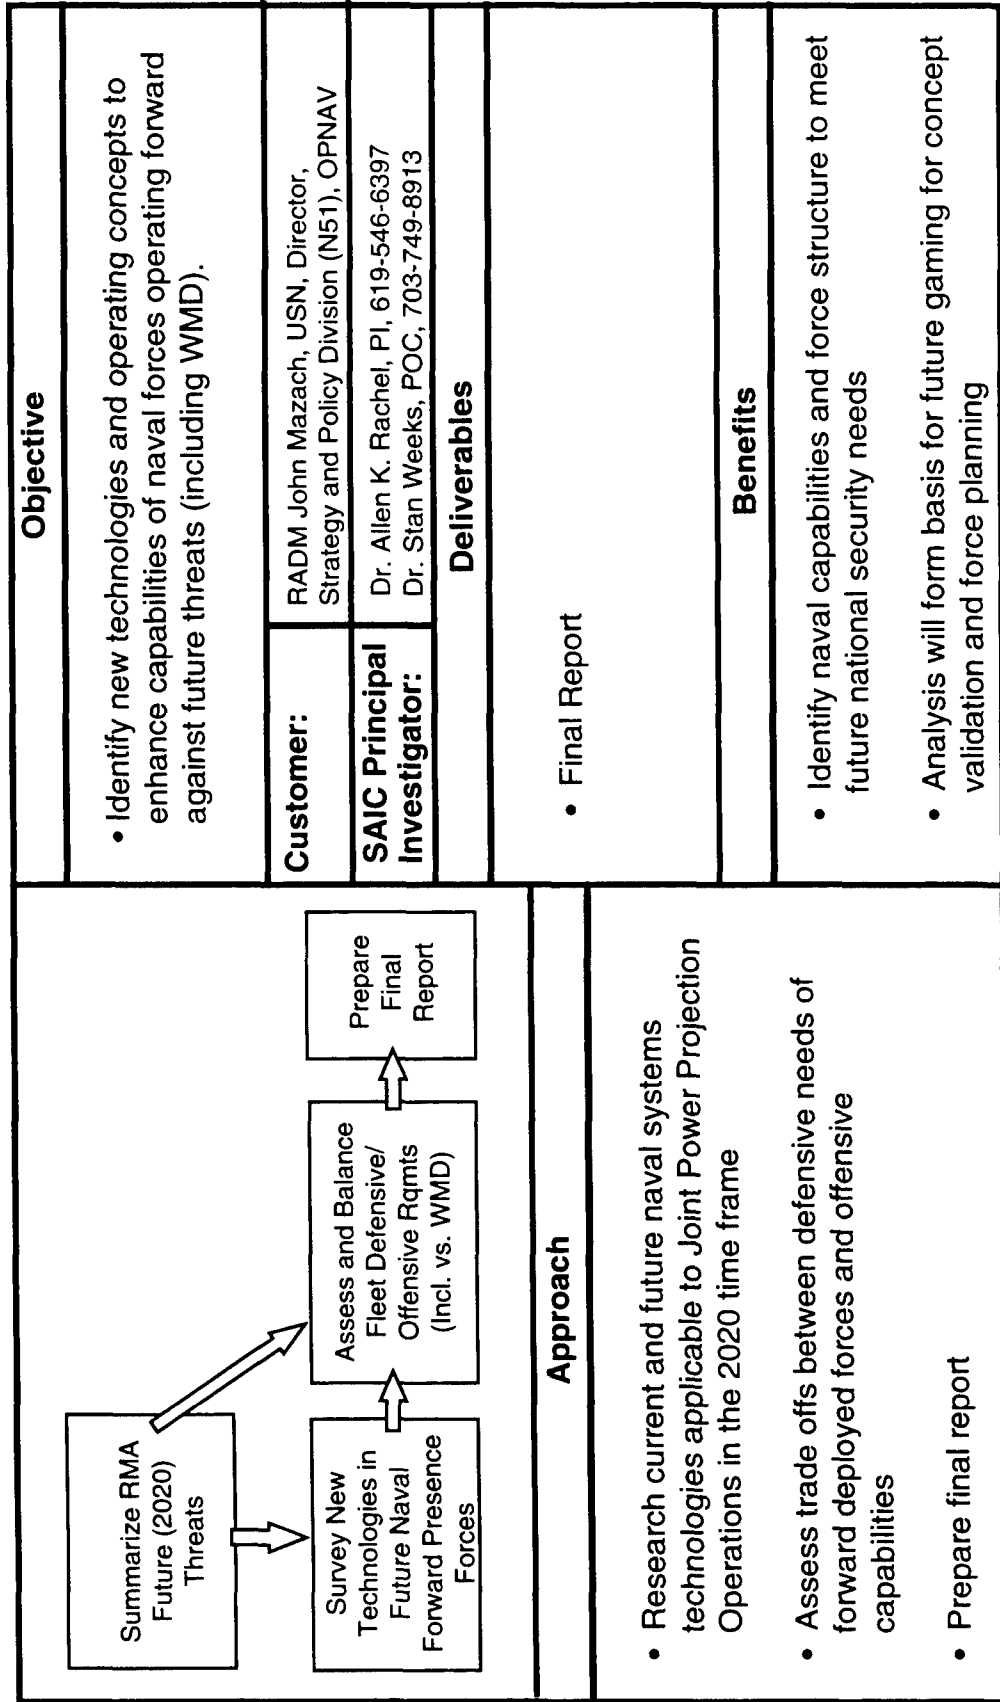 Summarize RMA
Future (2020)
Threats
Survey New
Technologies in
Future Naval
Forward Presence
Forces
Assess and Balance
Fleet Defensive/
Offensive Rqmts
(Incl. vs. WMD)
Prepare
Final
Report
Approach
• Research current and future naval systems
technologies applicable to Joint Power Projection
Operations in the 2020 time frame
• Assess trade offs between defensive needs of
forward deployed forces and offensive
capabilities
• Prepare final report
Objective
• Identify new technologies and operating concepts to
enhance capabilities of naval forces operating forward
against future threats (including WMD).
Customer:
RADM John Mazach, USN, Director,
Strategy and Policy Division (N51), OPNAV
SAIC Principal
Investigator:
Dr. Allen K. Rachel, PI, 619-546-6397
Dr. Stan Weeks, POC, 703-749-8913
Deliverables
• Final Report
Benefits
• Identify naval capabilities and force structure to meet
future national security needs
• Analysis will form basis for future gaming for concept
validation and force planning